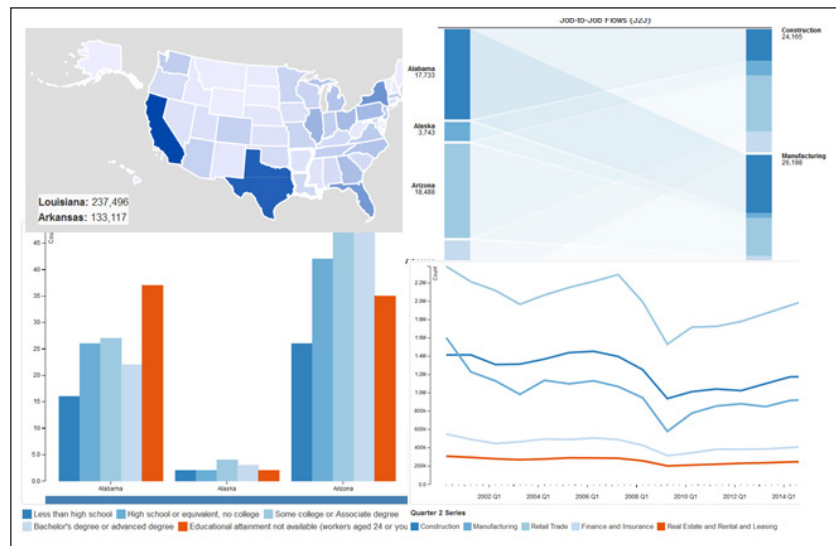 Job-to-Job Flows (J2J)
Louisiana: 237,496
Arkansas: 133,117
Alabama
17,733
Alaska
3,743
Arizona
18,488
Construction
24,165
Manufacturing
26,198
45
40
35
30
25
20
15
10
5.0
0.0
Alabama
Alaska
Arizona
Less than high school
High school or equivalent, no college
Some college or Associate degree
Bachelor's degree or advanced degree
Educational attainment not available (workers aged 24 or you
Count
2.2M
2.0M
1.8M
1.6M
1.4M
1.2M
1.0M
800k
600k
400k
200k
0.0
2002 Q1
2004 Q1
2006 Q1
2008 Q1
2010 Q1
2012 Q1
2014 Q1
Quarter 2 Series
Construction
Manufacturing
Retail Trade
Finance and Insurance
Real Estate and Rental and Leasing